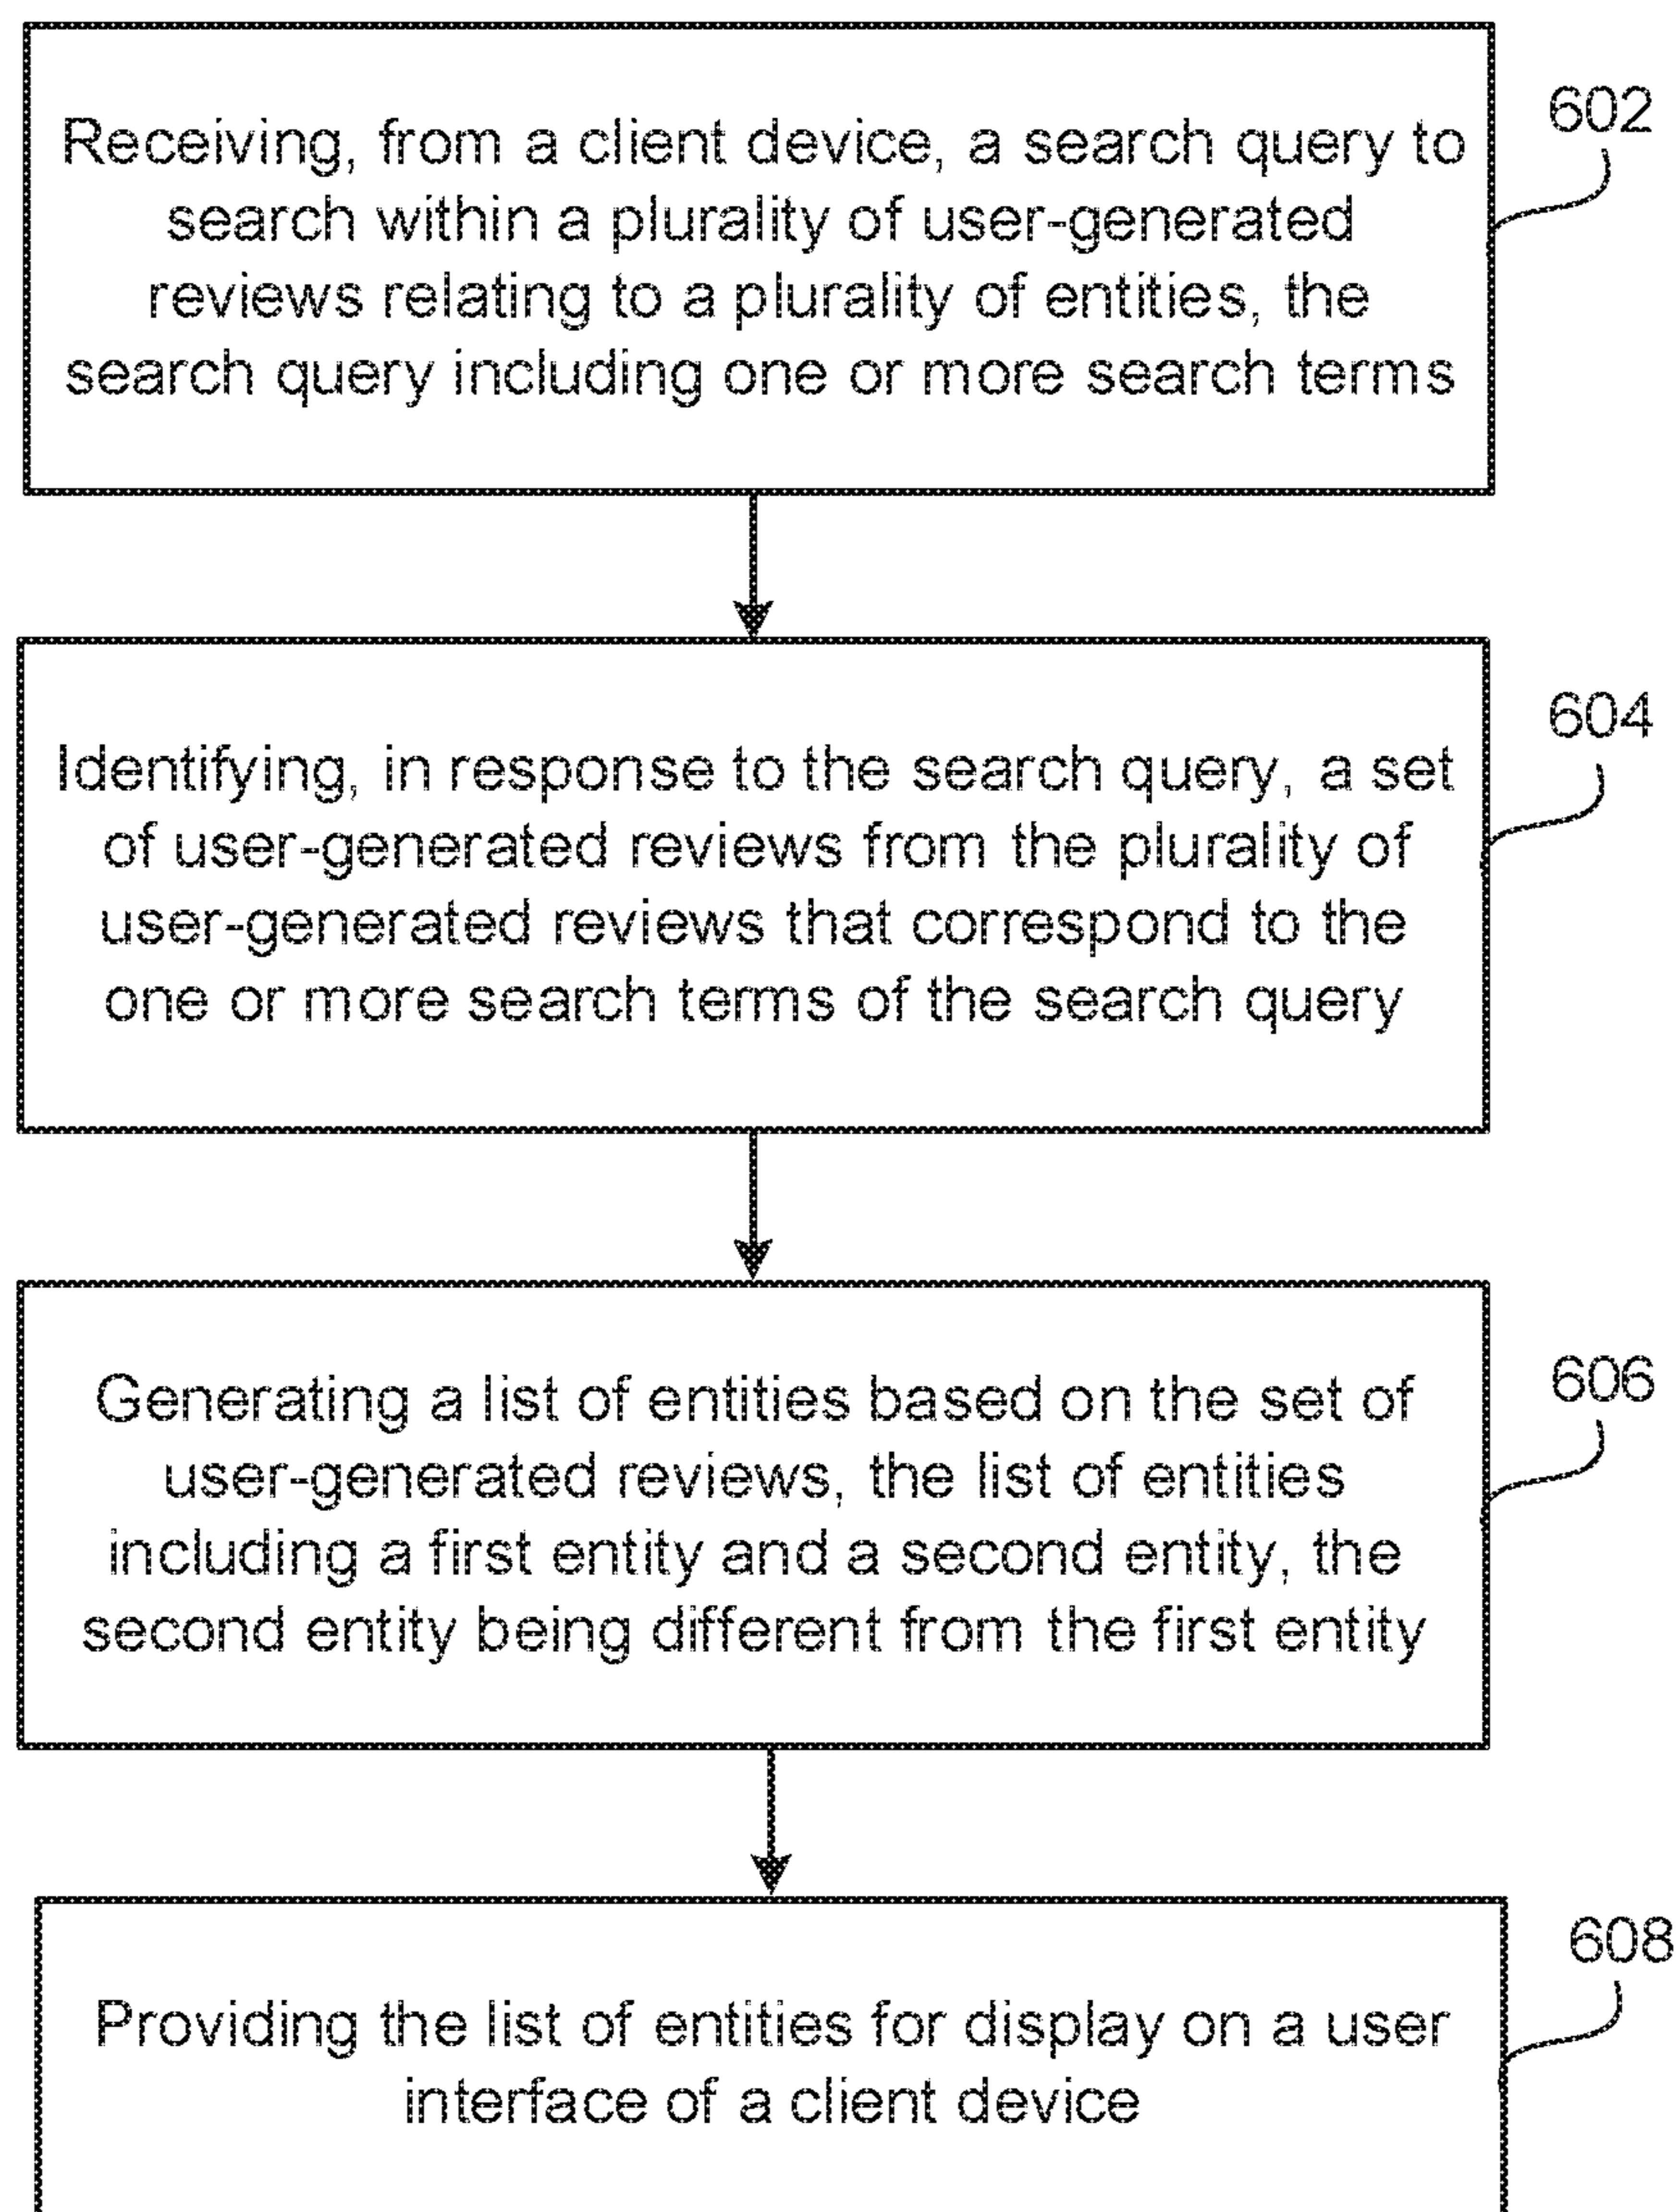 Receiving, from a client device, a search query to
search within a plurality of user-generated
reviews relating to a plurality of entities, the
search query including one or more search terms
602
Identifying, in response to the search query, a set
of user-generated reviews from the plurality of
user-generated reviews that correspond to the
one or more search terms of the search query
604
Generating a list of entities based on the set of
user-generated reviews, the list of entities
including a first entity and a second entity, the
second entity being different from the first entity
606
Providing the list of entities for display on a user
interface of a client device
608